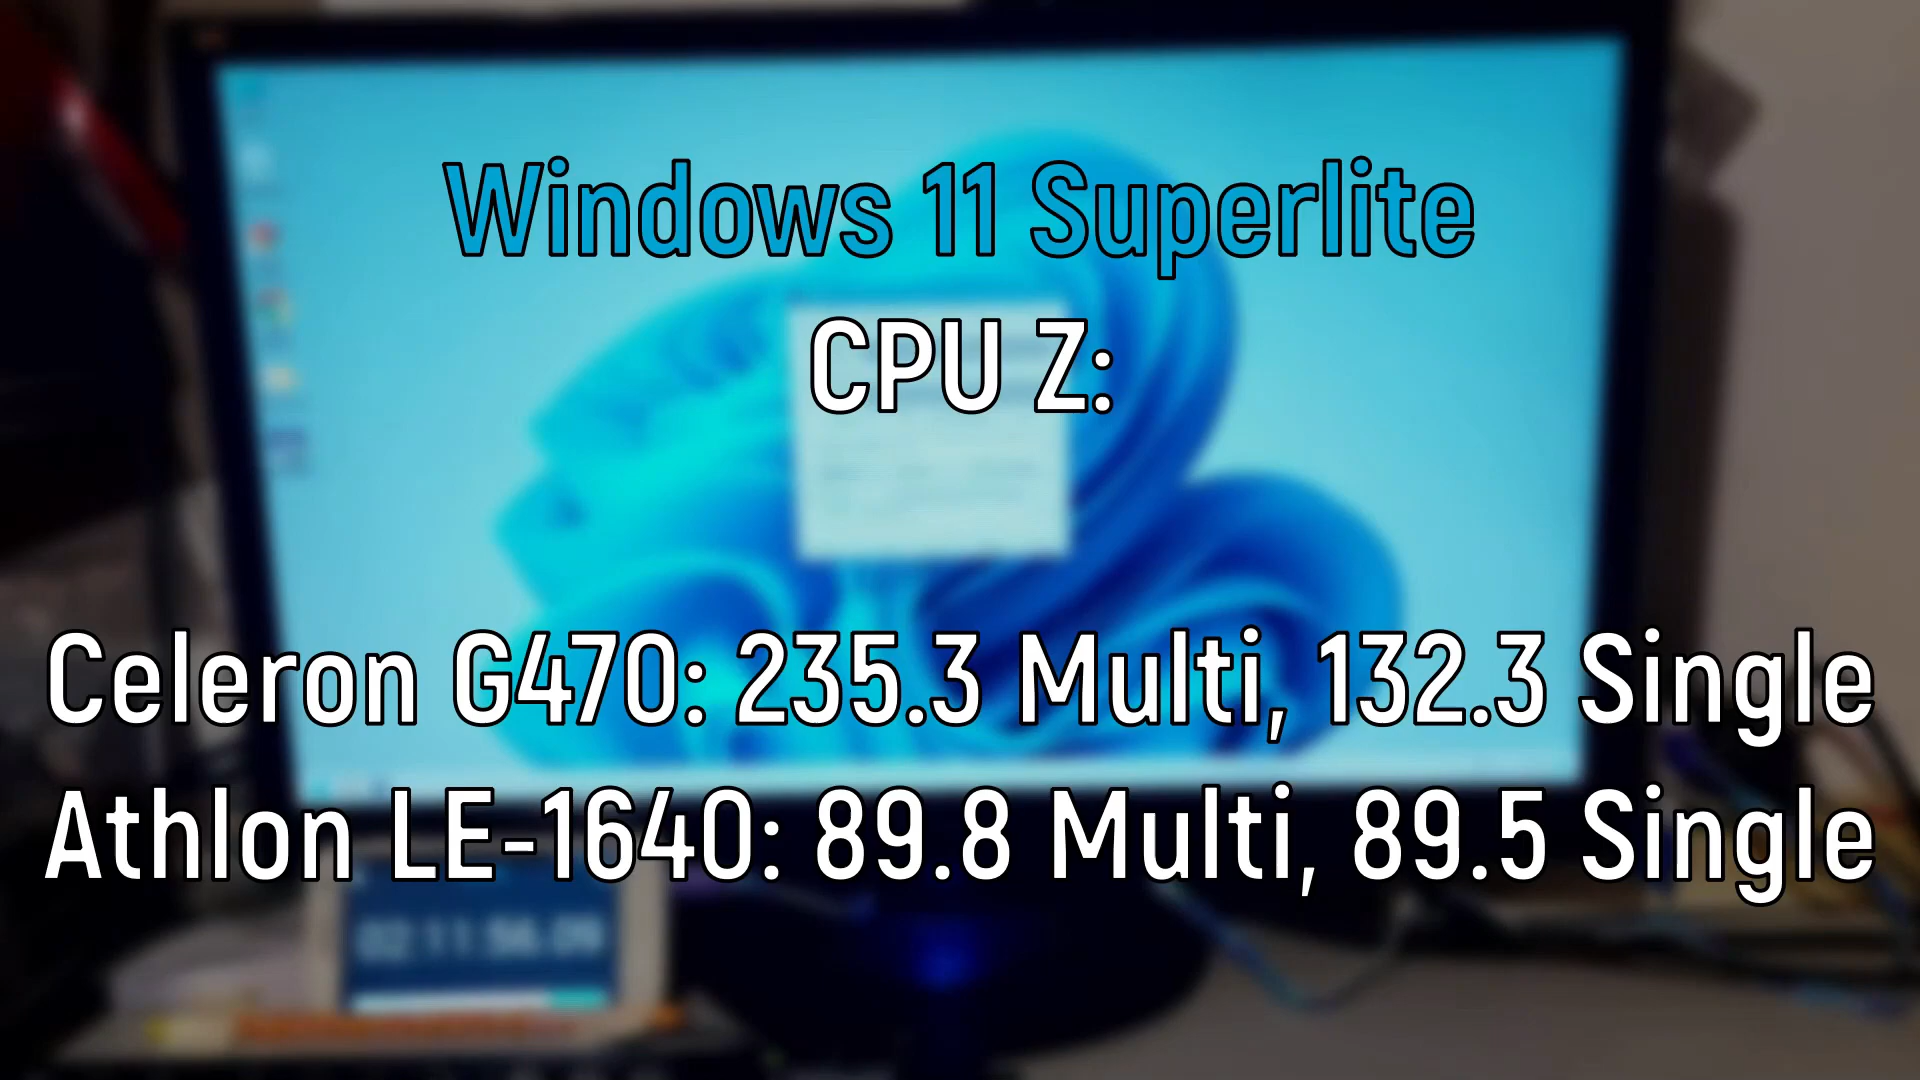 Windows 11 Superlite
CPU Z:
Celeron G470: 235.3 Multi, 132.3 Single
Athlon LE-1640: 89.8 Multi, 89.5 Single